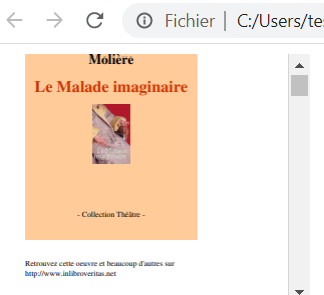 Fichier | C:/Users/te
Molière
Le Malade imaginaire
- Collection Théâtre -
Retrouvez cette oeuvre et beaucoup d'autres sur
http://www.inlibroveritas.net